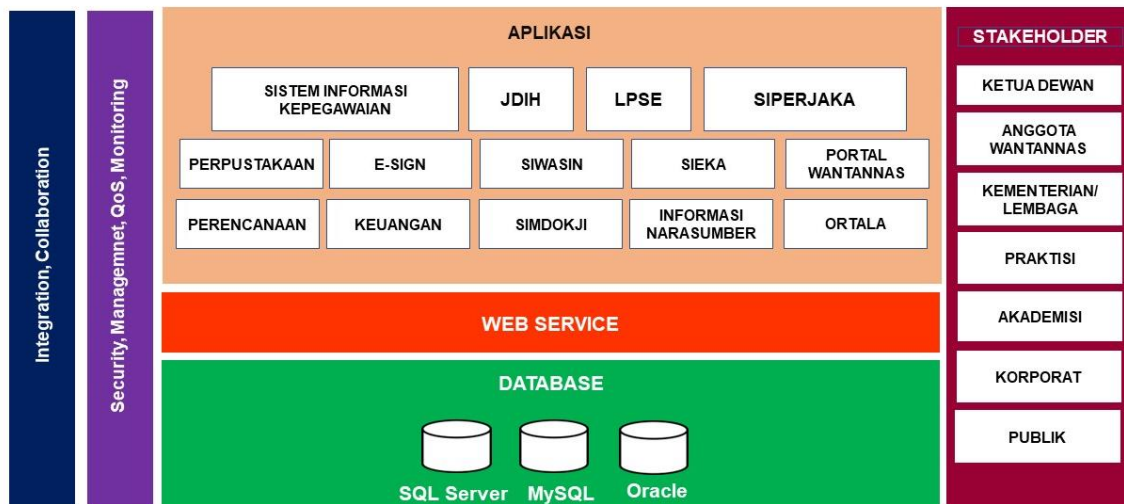 Integration, Collaboration
Security, Managemnet, QoS, Monitoring
APLIKASI
SISTEM INFORMASI
KEPEGAWAIAN
JDIH
LPSE
SIPERJAKA
PERPUSTAKAAN
E-SIGN
SIWASIN
SIEKA
PORTAL
WANTANNAS
PERENCANAAN
KEUANGAN
SIMDOKJI
INFORMASI
NARASUMBER
ORTALA
WEB SERVICE
DATABASE
SQL Server
MySQL
Oracle
STAKEHOLDER
KETUA DEWAN
ANGGOTA
WANTANNAS
KEMENTERIAN/
LEMBAGA
PRAKTISI
AKADEMISI
KORPORAT
PUBLIK